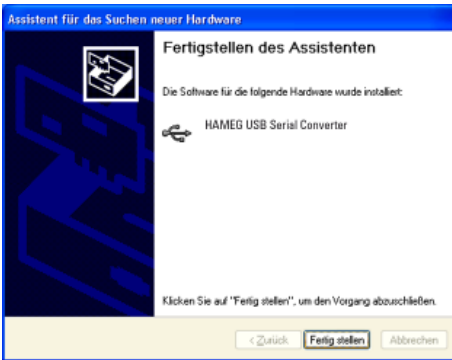 Assistent für das Suchen neuer Hardware
Fertigstellen des Assistenten
Die Software für die folgende Hardware wurde installiert:
HAMEG USB Serial Converter
Klicken Sie auf "Fertig stellen", um den Vorgang abzuschließen.
< Zurück Fertig stellen Abbrechen